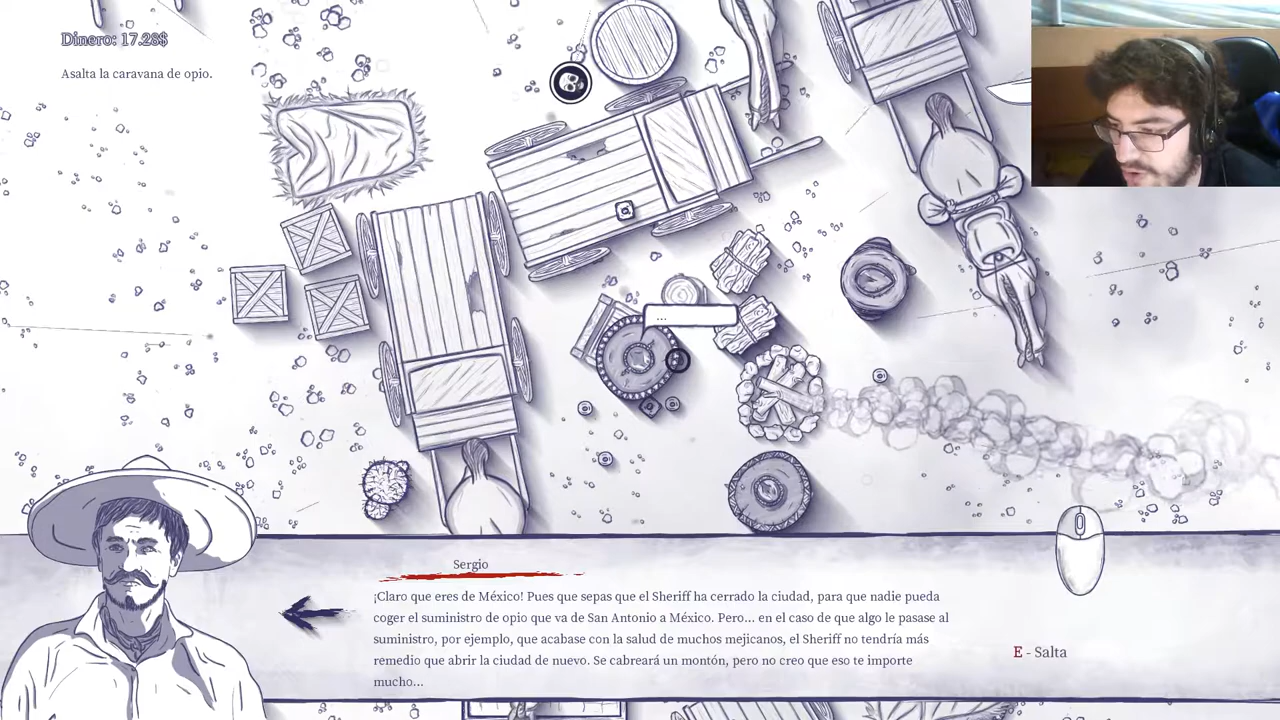 Dinero: 17.28$
Asalta la caravana de opio.
...
Sergio
¡Claro que eres de México! Pues que sepas que el Sheriff ha cerrado la ciudad, para que nadie pueda
coger el suministro de opio que va de San Antonio a México. Pero... en el caso de que algo le pasase al
suministro, por ejemplo, que acabase con la salud de muchos mejicanos, el Sheriff no tendría más
remedio que abrir la ciudad de nuevo. Se cabreará un montón, pero no creo que eso te importe
mucho...
E - Salta